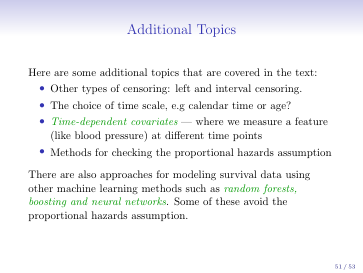 Additional Topics
Here are some additional topics that are covered in the text:
• Other types of censoring: left and interval censoring.
• The choice of time scale, e.g calendar time or age?
• Time-dependent covariates — where we measure a feature
(like blood pressure) at different time points
• Methods for checking the proportional hazards assumption
There are also approaches for modeling survival data using
other machine learning methods such as random forests,
boosting and neural networks. Some of these avoid the
proportional hazards assumption.
51 / 53